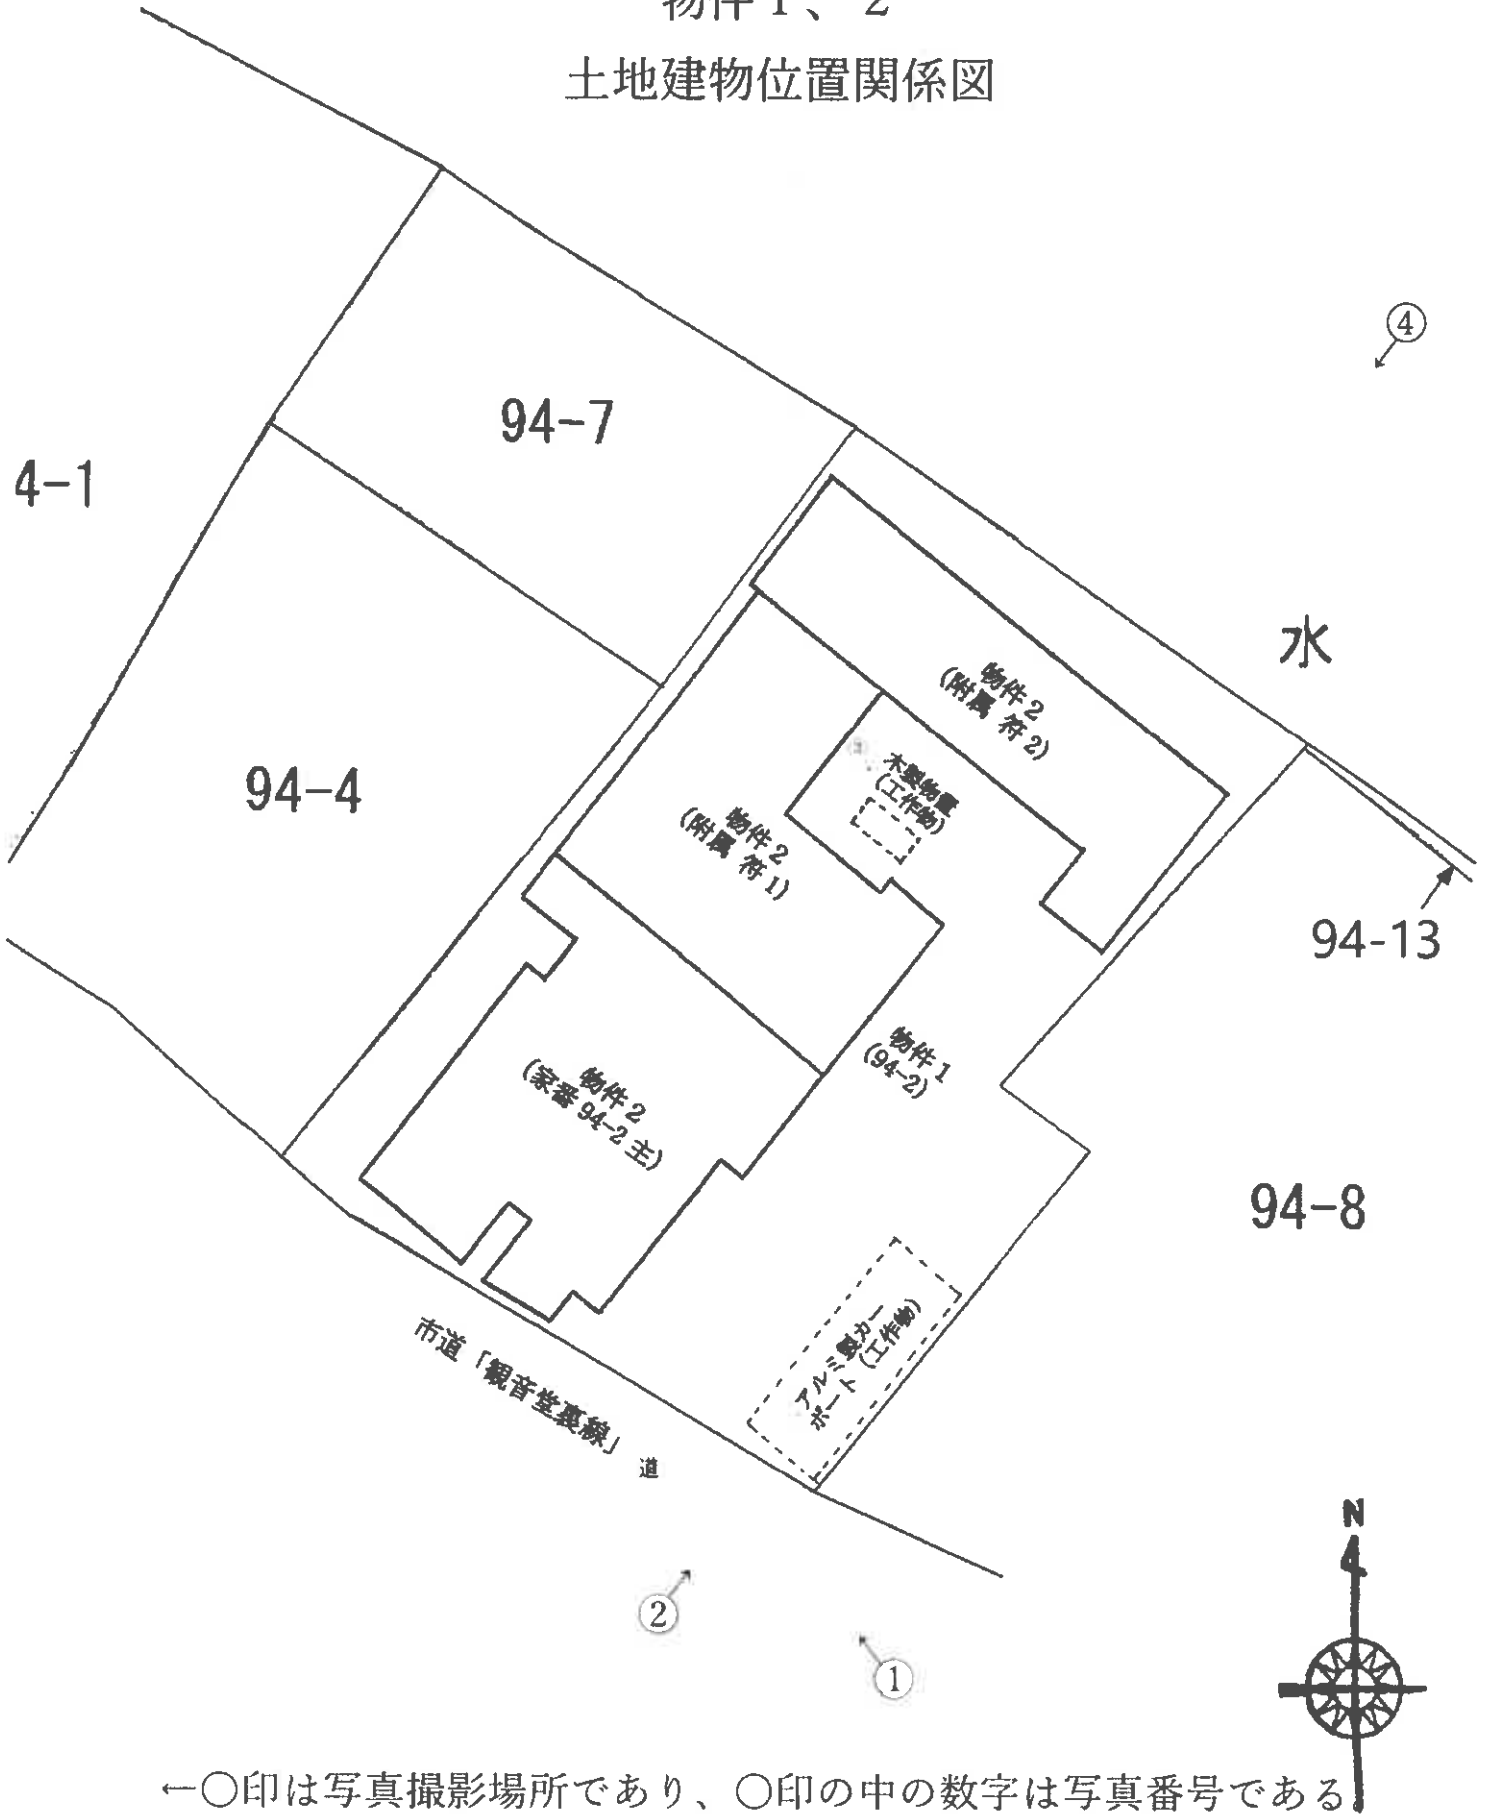 物件1、2
土地建物位置関係図
④
94-7
4-1
水
物件2
(附属 符2)
木製物置
(工作物)
94-4
物件2
(附属 符1)
94-13
物件1
(94-2)
物件2
(家番 94-2 主)
94-8
アルミ製カー
ポート (工作物)
市道「観音堂裏線」 道
N
②
①
←○印は写真撮影場所であり、○印の中の数字は写真番号である